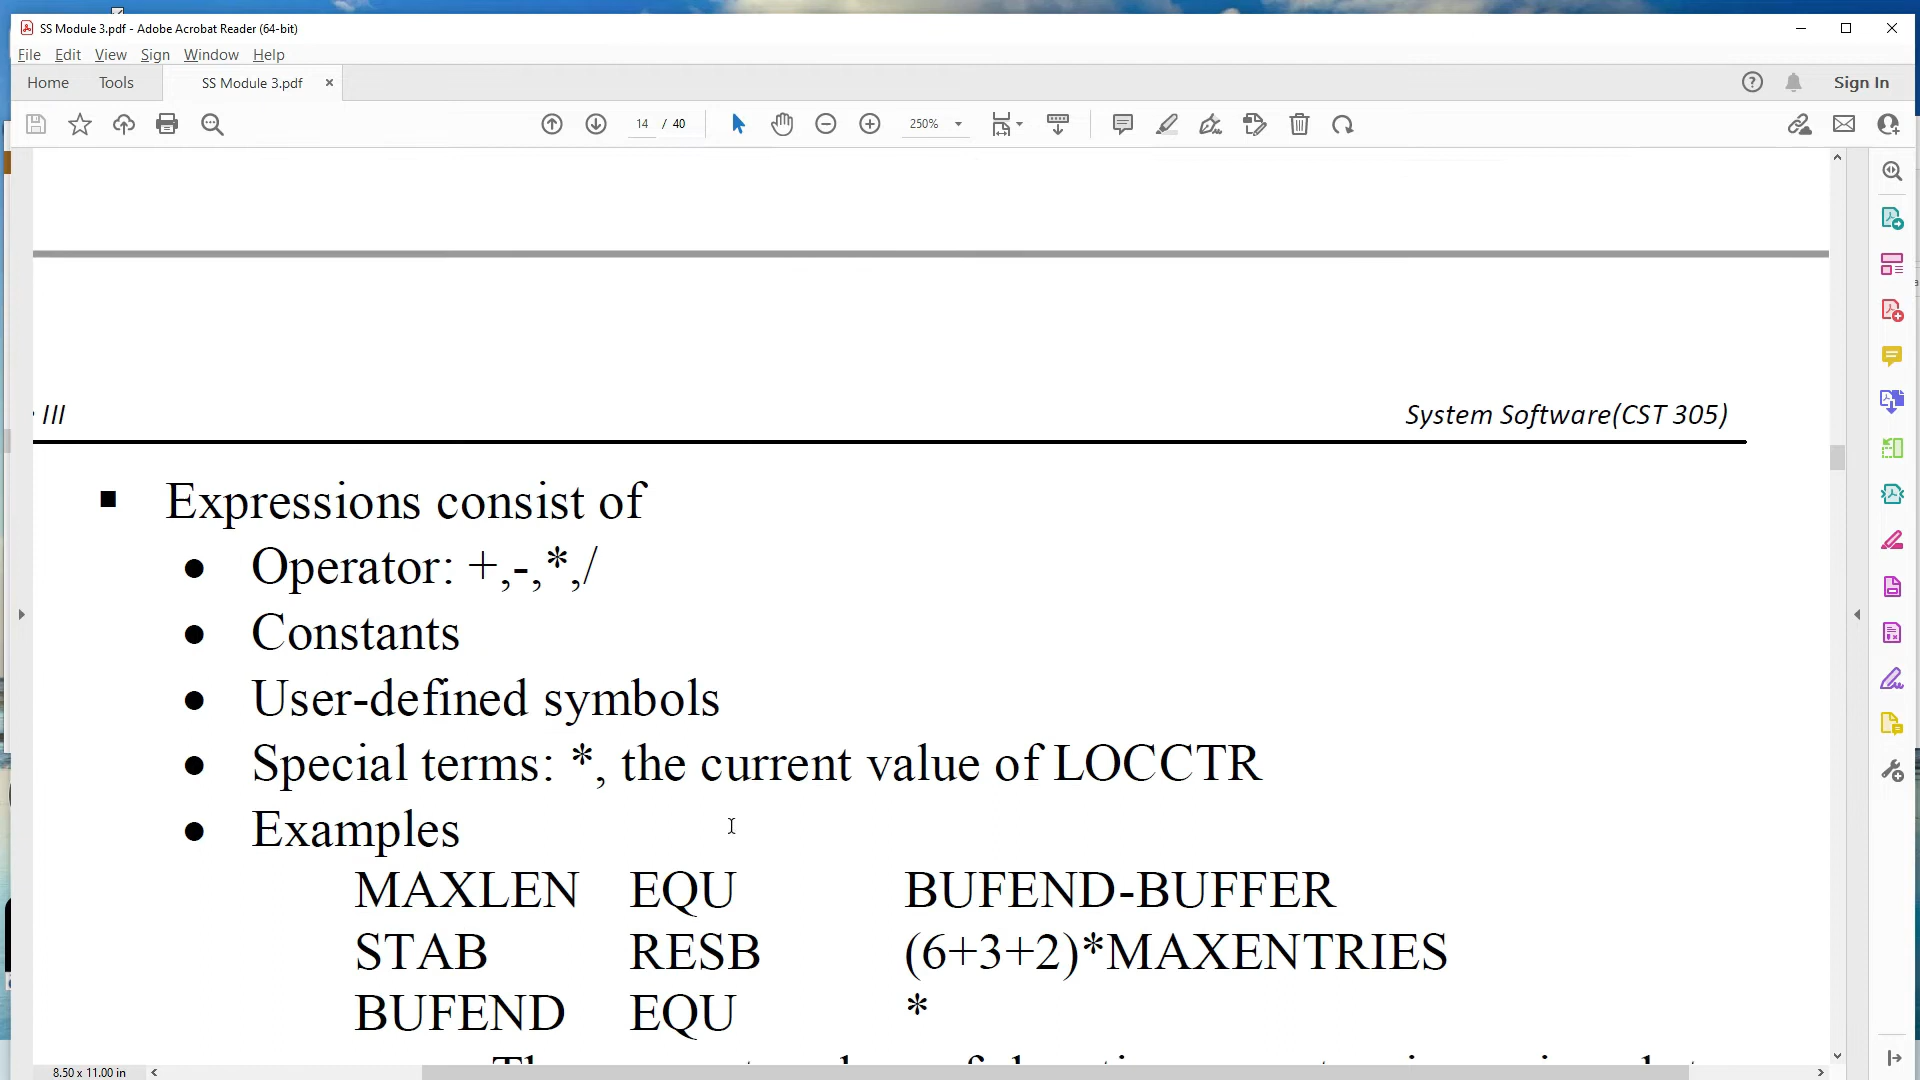 SS Module 3.pdf - Adobe Acrobat Reader (64-bit)
File Edit View Sign Window Help
Home Tools SS Module 3.pdf × Sign In
14 / 40 250%
III System Software(CST 305)
▪ Expressions consist of
● Operator: +,-,*,/
● Constants
● User-defined symbols
● Special terms: *, the current value of LOCCTR
● Examples
MAXLEN EQU BUFEND-BUFFER
STAB RESB (6+3+2)*MAXENTRIES
BUFEND EQU *
8.50 x 11.00 in